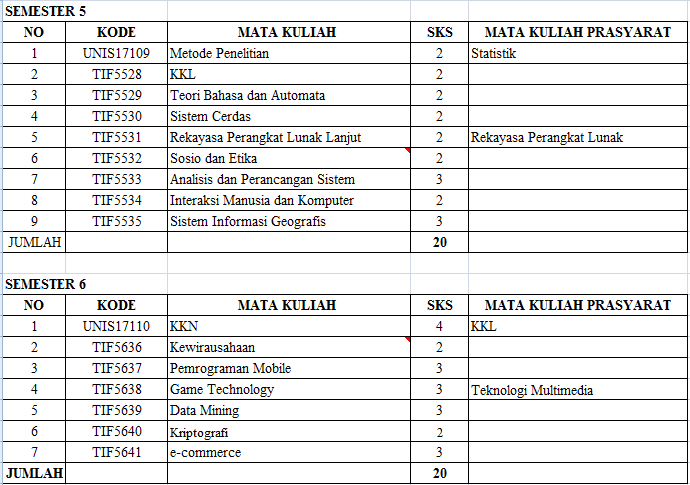 SEMESTER 5
NO KODE MATA KULIAH SKS MATA KULIAH PRASYARAT
1 UNIS17109 Metode Penelitian 2 Statistik
2 TIF5528 KKL 2
3 TIF5529 Teori Bahasa dan Automata 2
4 TIF5530 Sistem Cerdas 2
5 TIF5531 Rekayasa Perangkat Lunak Lanjut 2 Rekayasa Perangkat Lunak
6 TIF5532 Sosio dan Etika 2
7 TIF5533 Analisis dan Perancangan Sistem 3
8 TIF5534 Interaksi Manusia dan Komputer 2
9 TIF5535 Sistem Informasi Geografis 3
JUMLAH 20
SEMESTER 6
NO KODE MATA KULIAH SKS MATA KULIAH PRASYARAT
1 UNIS17110 KKN 4 KKL
2 TIF5636 Kewirausahaan 2
3 TIF5637 Pemrograman Mobile 3
4 TIF5638 Game Technology 3 Teknologi Multimedia
5 TIF5639 Data Mining 3
6 TIF5640 Kriptografi 2
7 TIF5641 e-commerce 3
JUMLAH 20